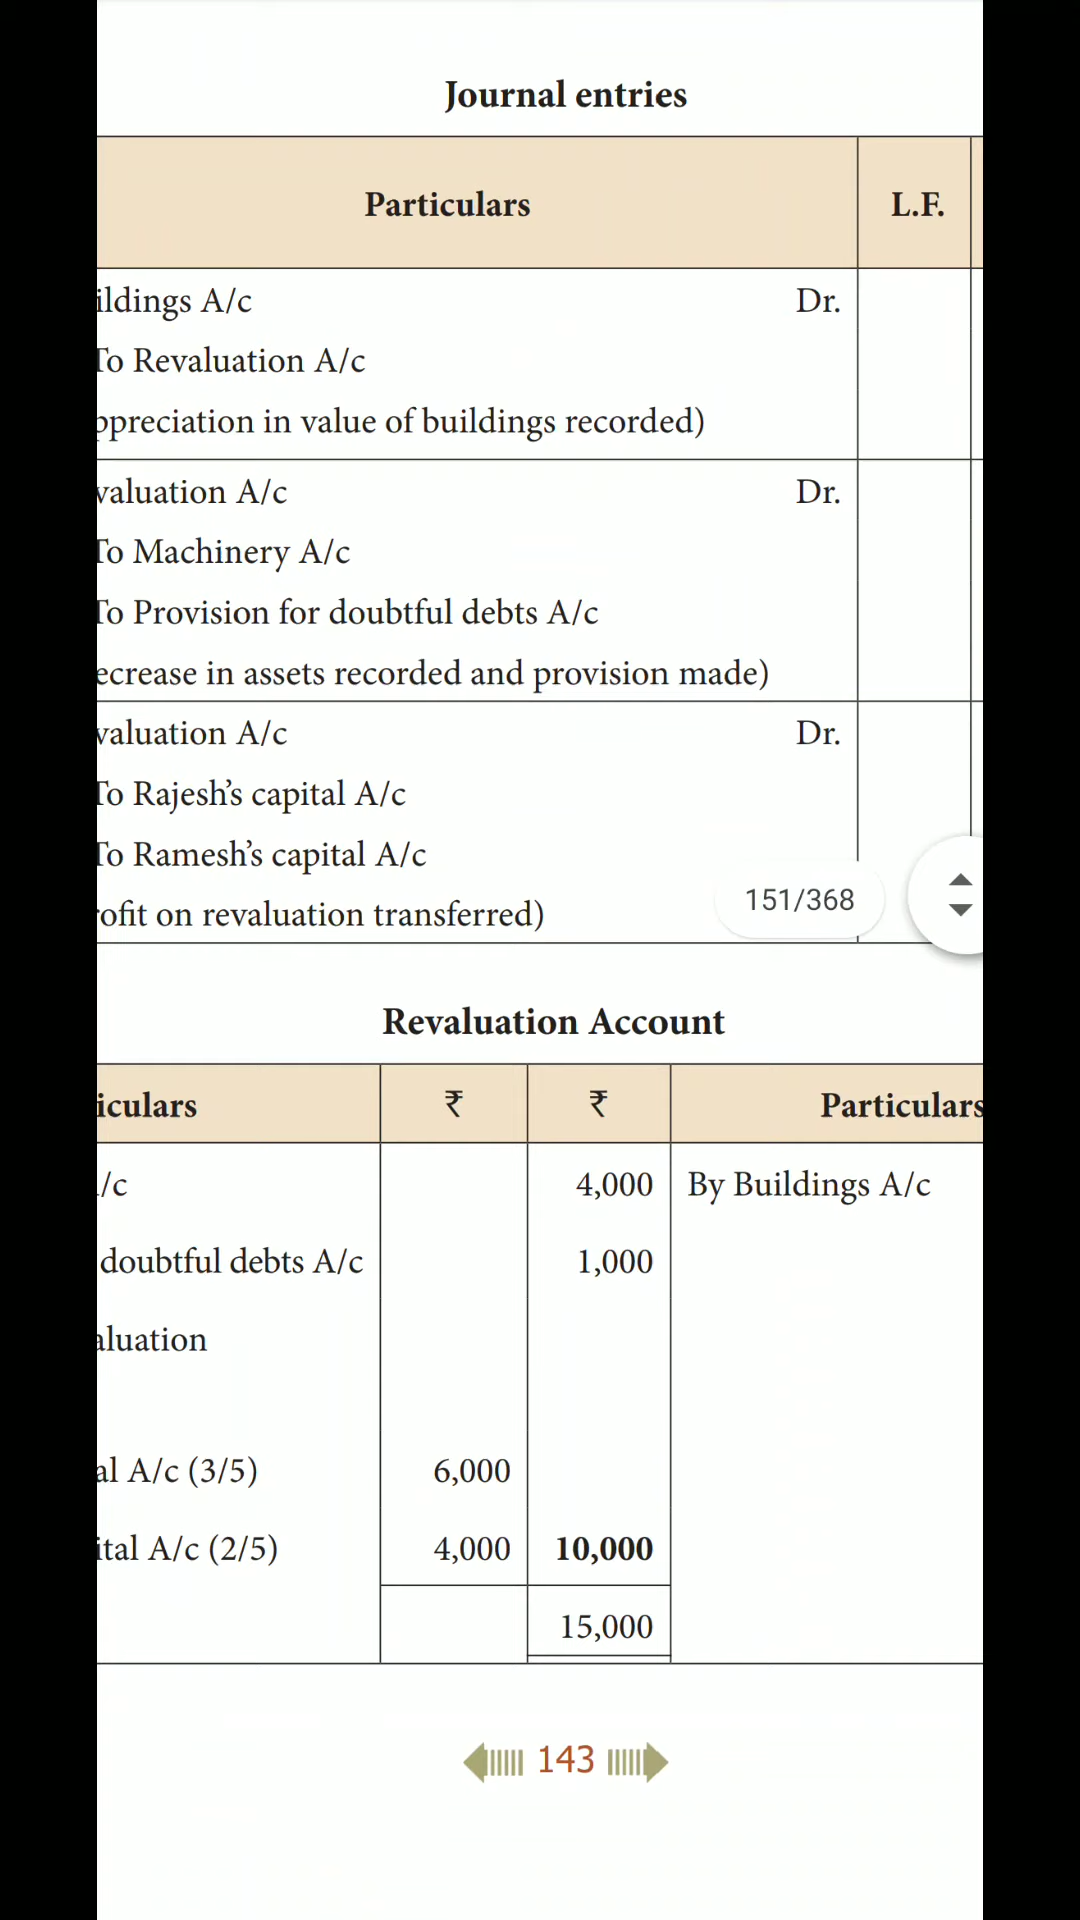 Journal entries
Particulars L.F.
ildings A/c Dr.
To Revaluation A/c
ppreciation in value of buildings recorded)
valuation A/c Dr.
To Machinery A/c
To Provision for doubtful debts A/c
ecrease in assets recorded and provision made)
valuation A/c Dr.
To Rajesh's capital A/c
To Ramesh's capital A/c
151/368
rofit on revaluation transferred)
Revaluation Account
iculars ₹ ₹ Particulars
/c 4,000 By Buildings A/c
doubtful debts A/c 1,000
aluation
al A/c (3/5) 6,000
ital A/c (2/5) 4,000 10,000
15,000
143